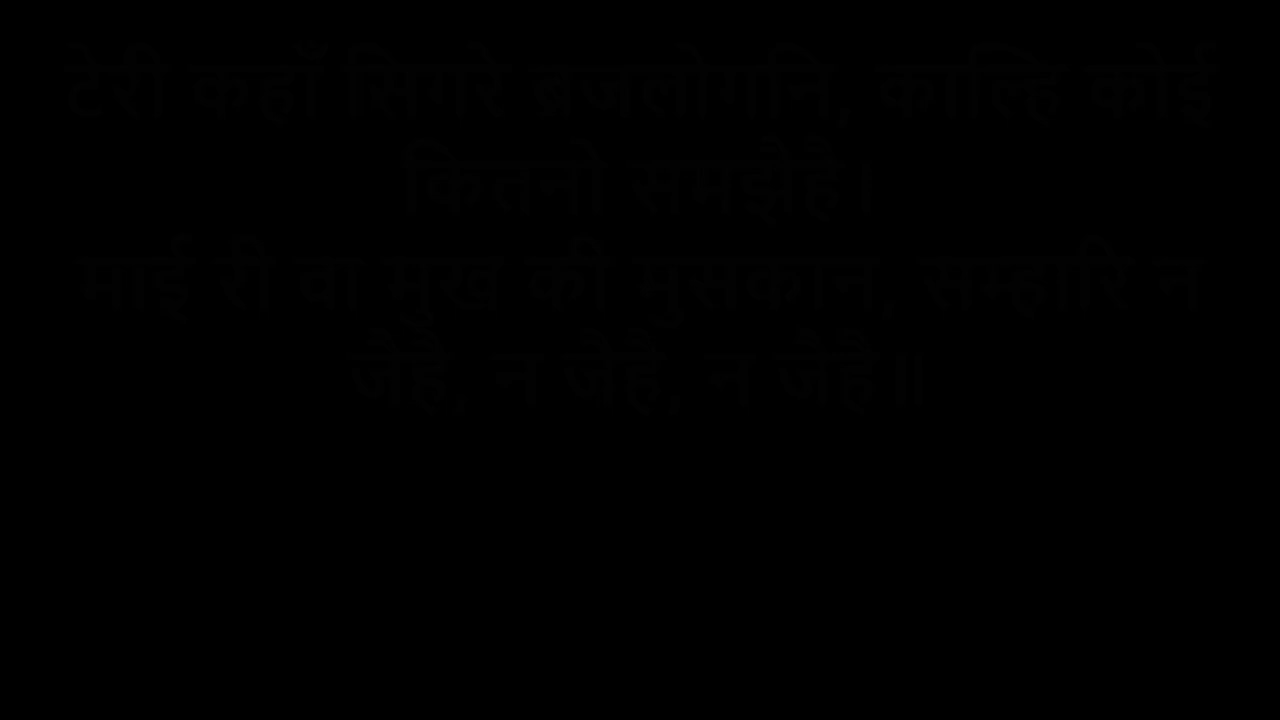 टेरी कहाँ सिगरे ब्रजलोगनि, काल्हि कोई
कितनो समझैहै।
माई री वा मुख की मुसकान, सम्हारि न
जैहै, न जैहै, न जैहै॥